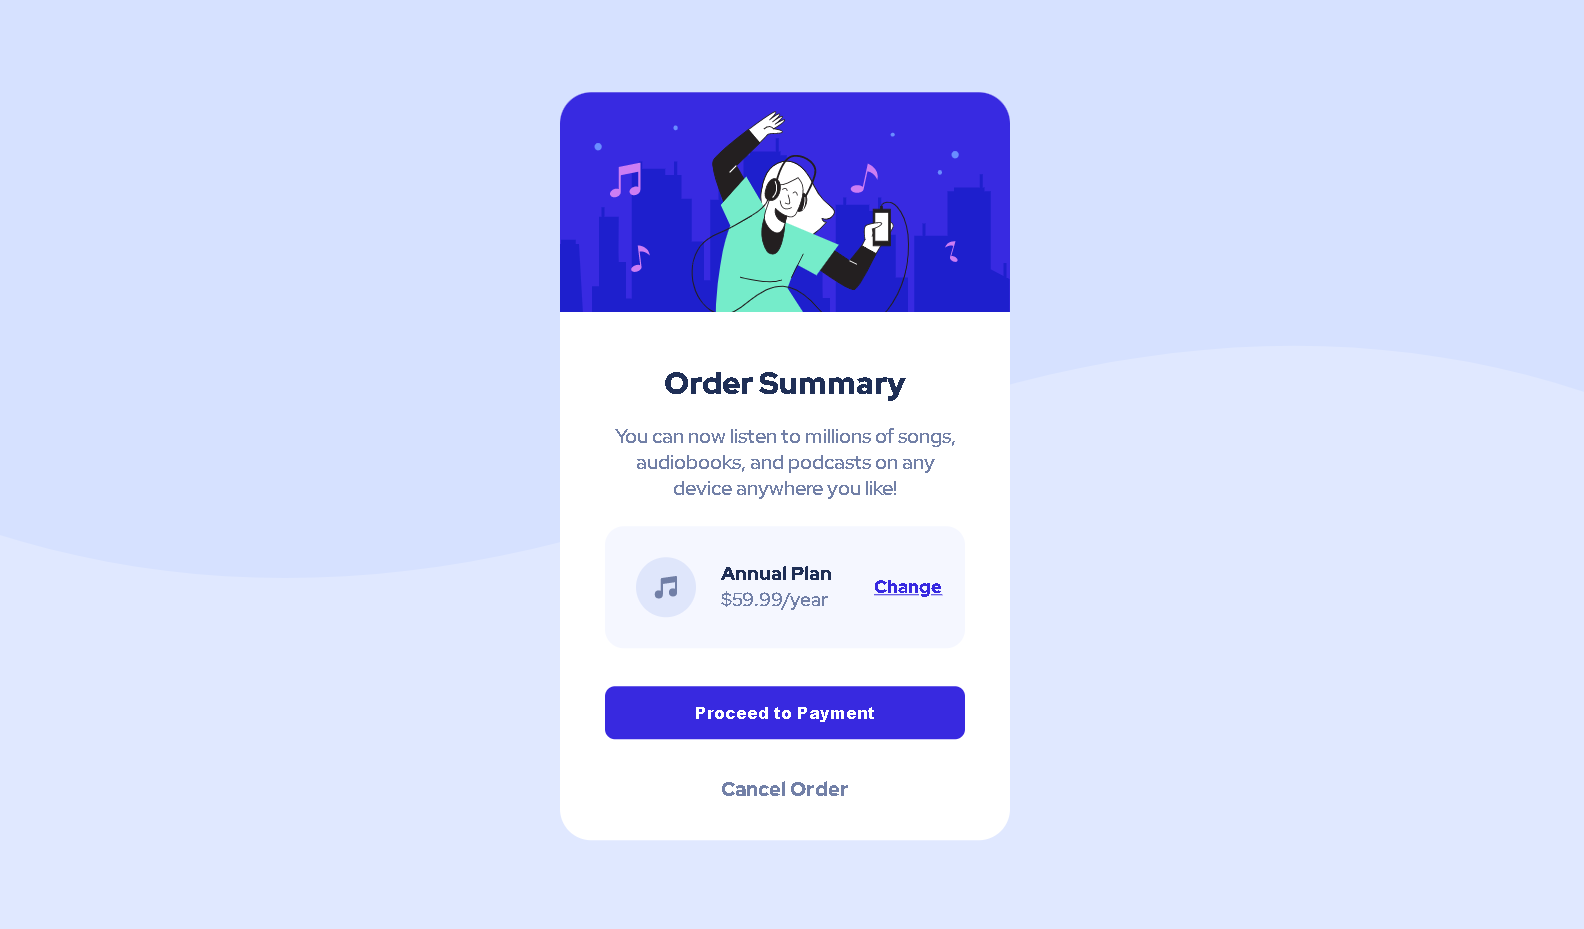 Order Summary
You can now listen to millions of songs,
audiobooks, and podcasts on any
device anywhere you like!
Annual Plan
$59.99/year
Change
Proceed to Payment
Cancel Order